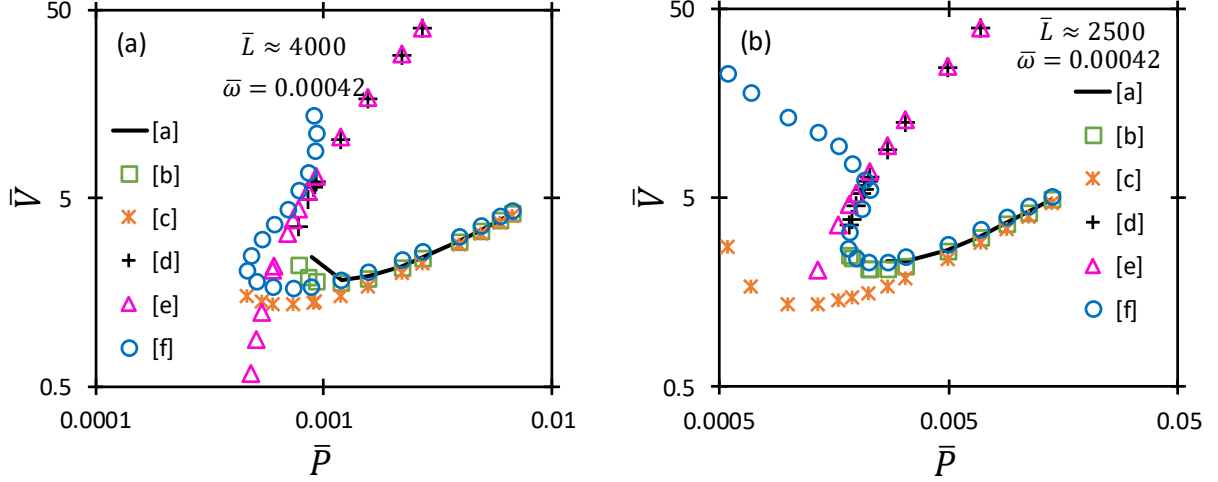 50
(a)
L̄ ≈ 4000
ω̄ = 0.00042
[a]
[b]
[c]
[d]
[e]
[f]
V̄
5
0.5
0.0001
0.001
0.01
P̄
50
(b)
L̄ ≈ 2500
ω̄ = 0.00042
[a]
[b]
[c]
[d]
[e]
[f]
V̄
5
0.5
0.0005
0.005
0.05
P̄